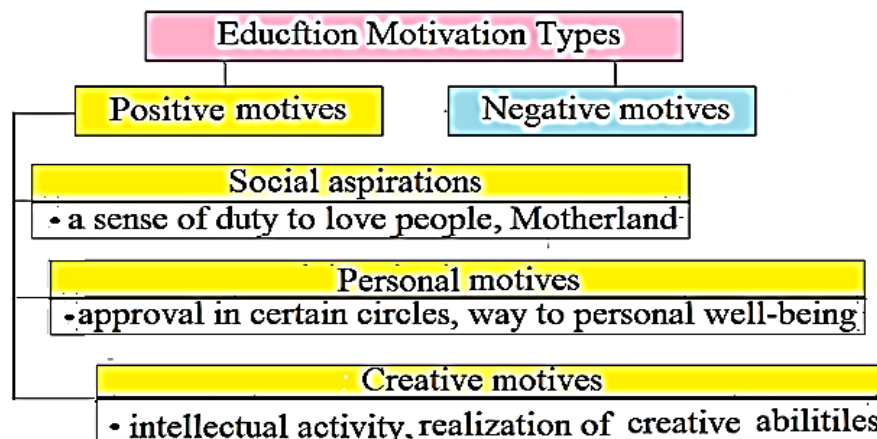 Educftion Motivation Types
Positive motives
Negative motives
Social aspirations
• a sense of duty to love people, Motherland
Personal motives
• approval in certain circles, way to personal well-being
Creative motives
• intellectual activity, realization of creative abilitiles